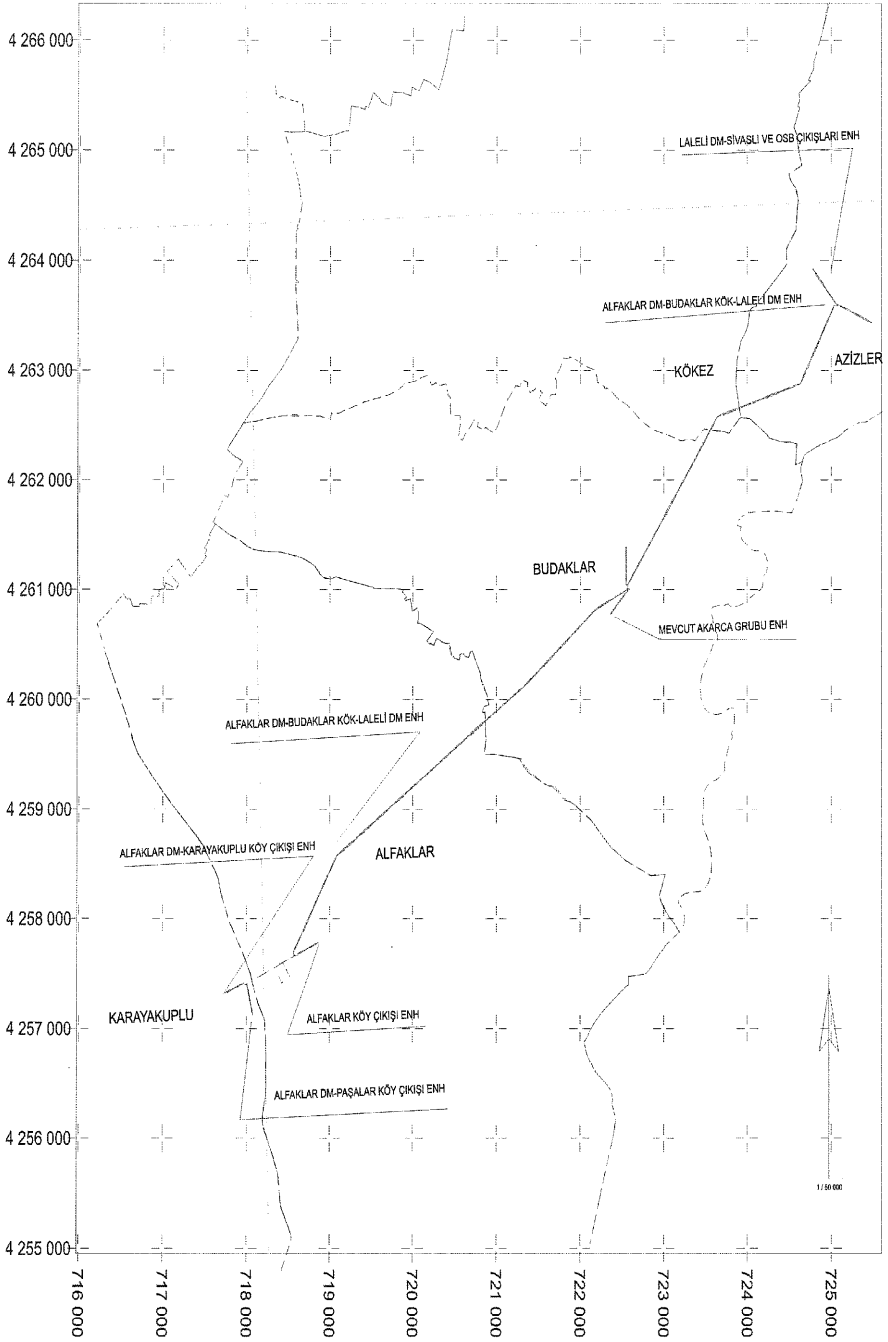 4 266 000
4 265 000
4 264 000
4 263 000
4 262 000
4 261 000
4 260 000
4 259 000
4 258 000
4 257 000
4 256 000
4 255 000
LALELİ DM-SİVASLI VE OSB ÇIKIŞLARI ENH
ALFAKLAR DM-BUDAKLAR KÖK-LALELİ DM ENH
KÖKEZ
AZİZLER
BUDAKLAR
MEVCUT AKARCA GRUBU ENH
ALFAKLAR DM-BUDAKLAR KÖK-LALELİ DM ENH
ALFAKLAR DM-KARAYAKUPLU KÖY ÇIKIŞI ENH
ALFAKLAR
KARAYAKUPLU
ALFAKLAR KÖY ÇIKIŞI ENH
ALFAKLAR DM-PAŞALAR KÖY ÇIKIŞI ENH
716 000
717 000
718 000
719 000
720 000
721 000
722 000
723 000
724 000
725 000